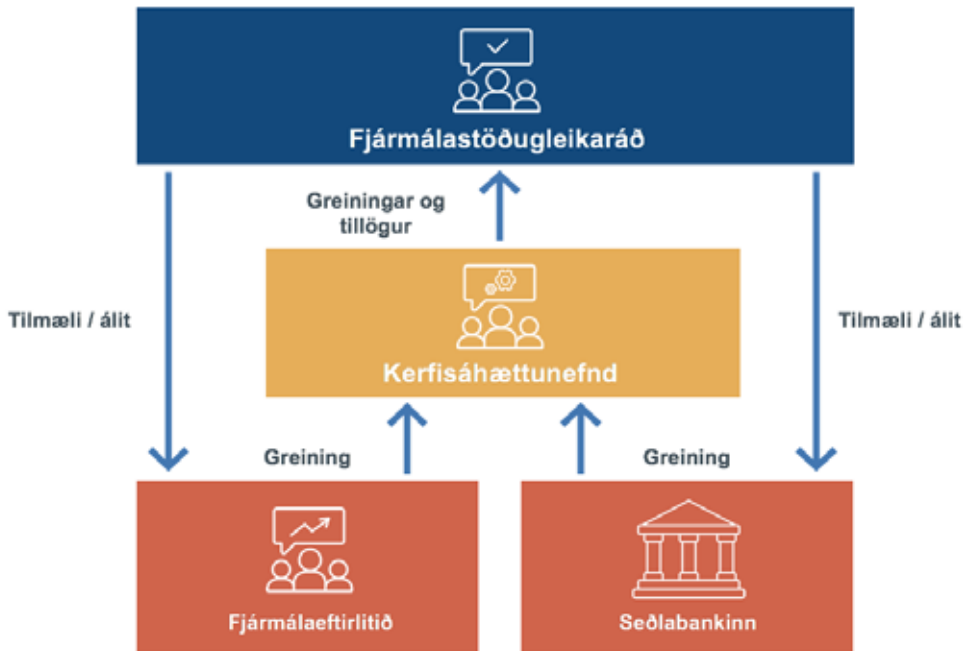 Fjármálastöðugleikaráð
Greiningar og
tillögur
Tilmæli / álit
Tilmæli / álit
Kerfisáhættunefnd
Greining
Greining
Fjármálaeftirlitið
Seðlabankinn